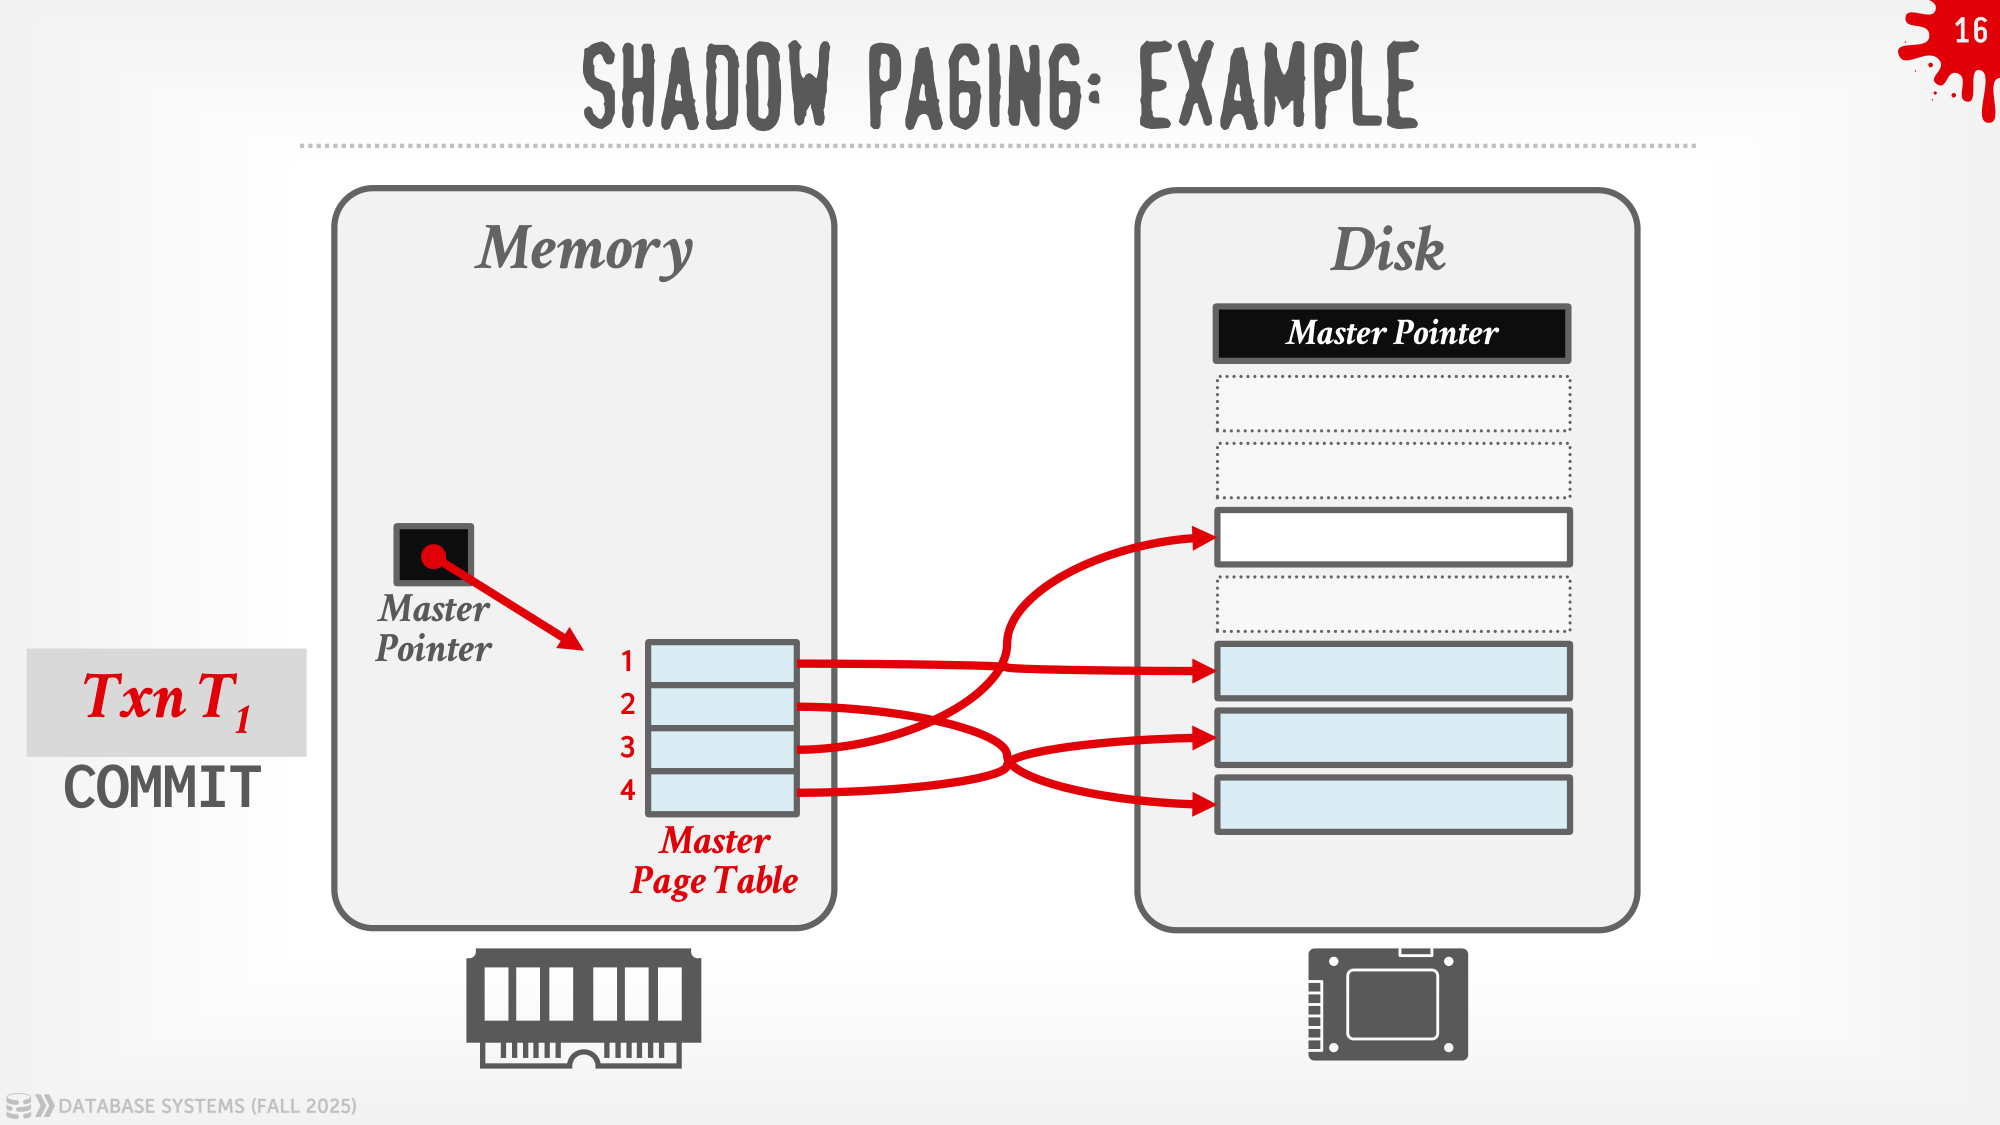 16
SHADOW PAGING: EXAMPLE
Memory
Disk
Master Pointer
Master
Pointer
Txn T1
COMMIT
1
2
3
4
Master
Page Table
DATABASE SYSTEMS (FALL 2025)